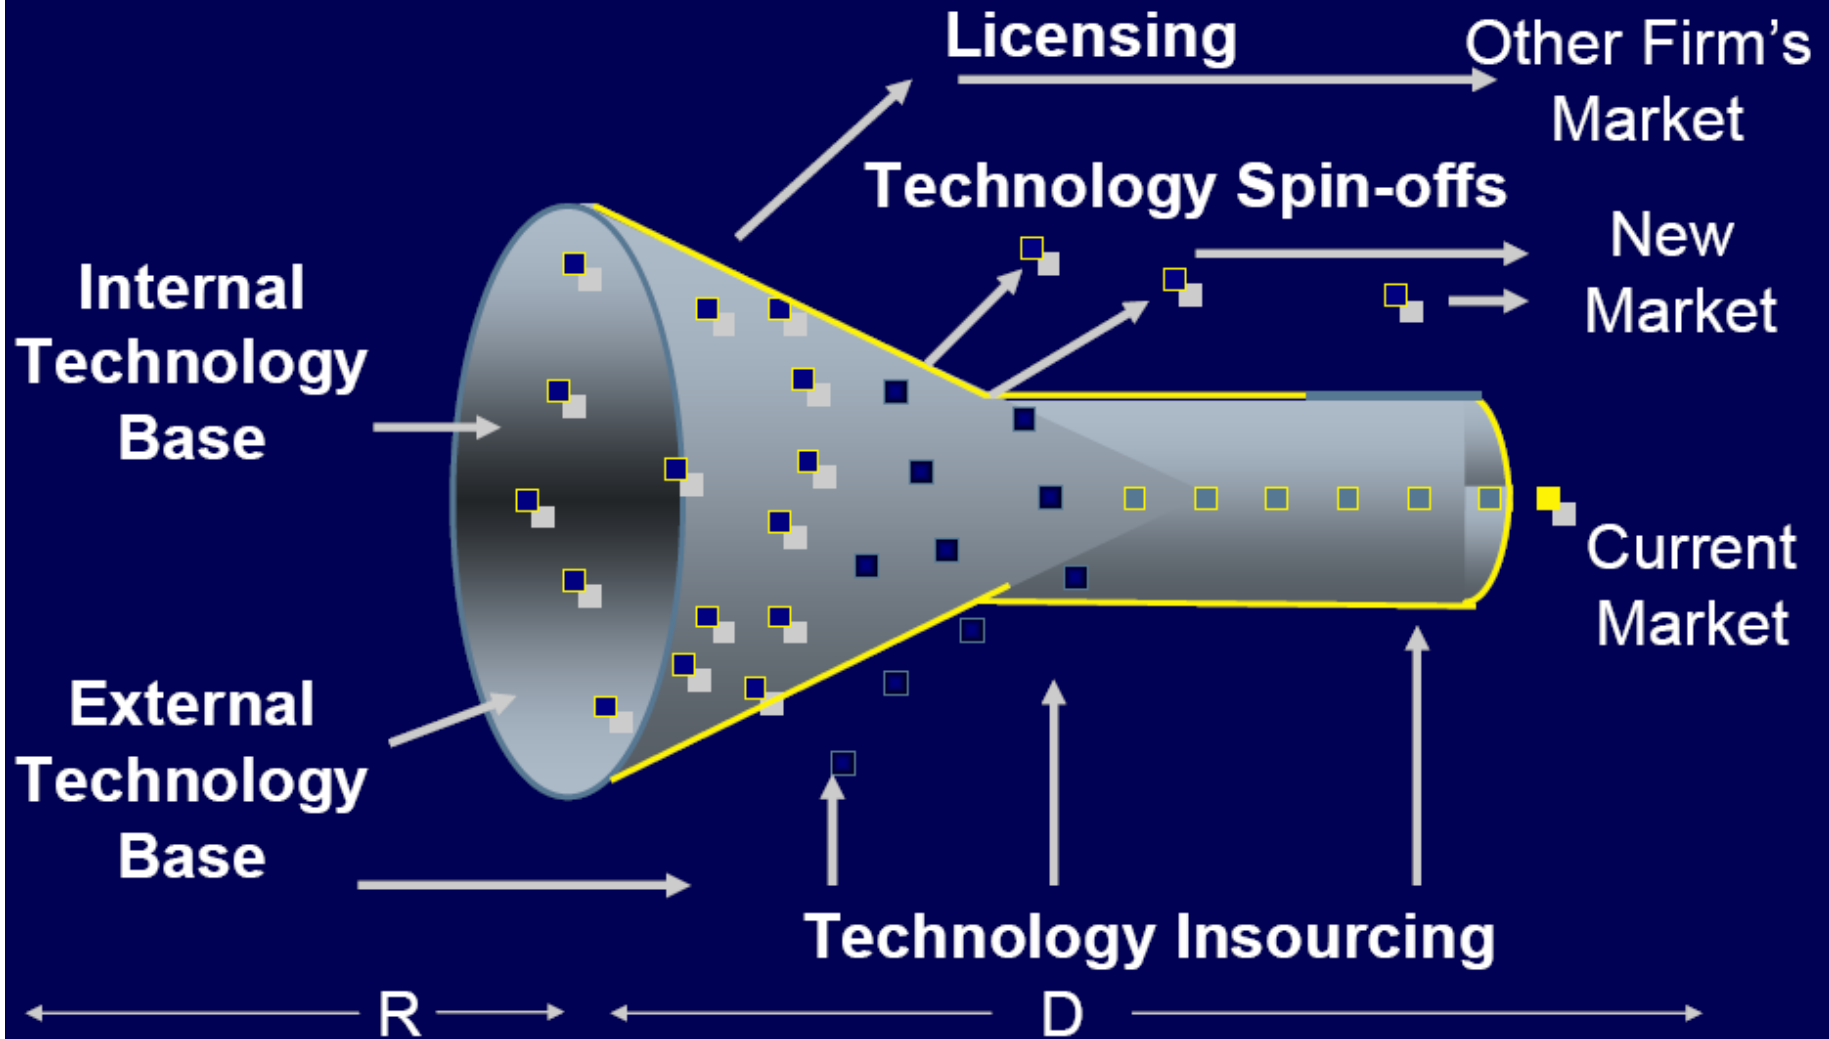 Licensing
Other Firm's
Market
Technology Spin-offs
New
Market
Internal
Technology
Base
Current
Market
External
Technology
Base
Technology Insourcing
R
D